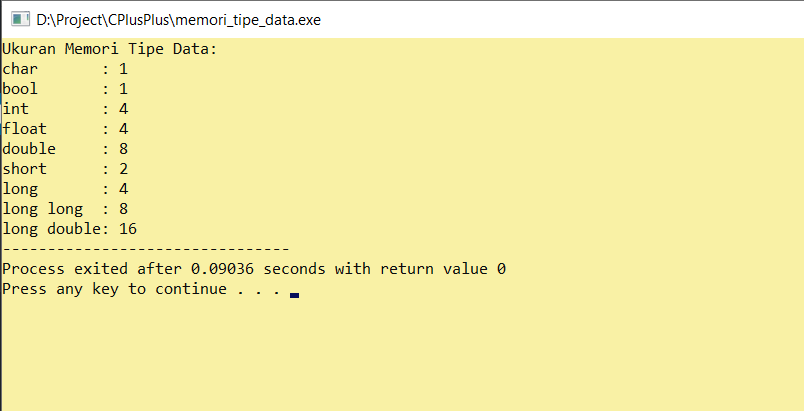 D:\Project\CPlusPlus\memori_tipe_data.exe
Ukuran Memori Tipe Data:
char       : 1
bool       : 1
int        : 4
float      : 4
double     : 8
short      : 2
long       : 4
long long  : 8
long double: 16
--------------------------------
Process exited after 0.09036 seconds with return value 0
Press any key to continue . . .